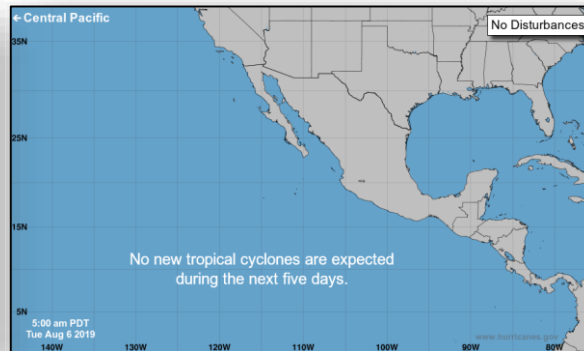 ← Central Pacific
No Disturbances
35N
25N
15N
No new tropical cyclones are expected
during the next five days.
5N
5:00 am PDT
Tue Aug 6 2019
www.hurricanes.gov
140W 130W 120W 110W 100W 90W 80W